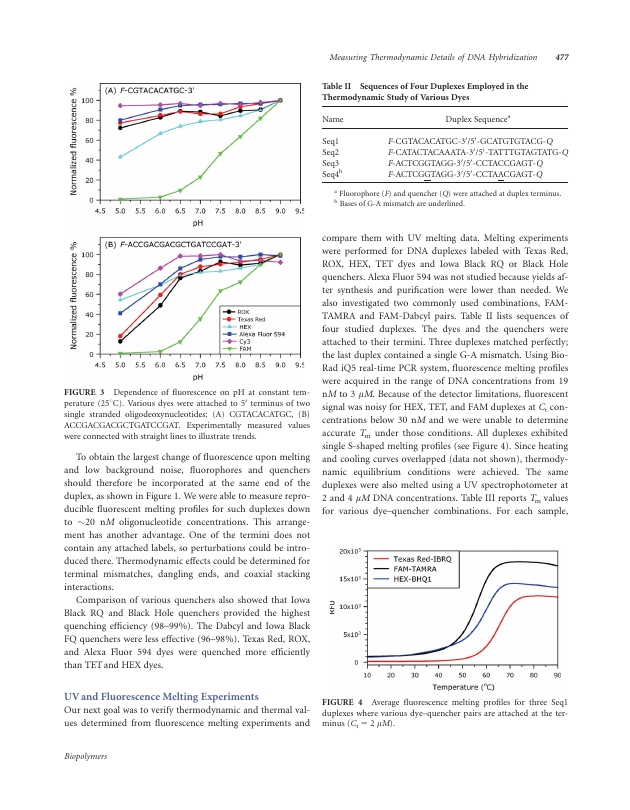 Measuring Thermodynamic Details of DNA Hybridization 477
(A) F-CGTACACATGC-3'
Normalized fluorescence %
100
80
60
40
20
0
4.5 5.0 5.5 6.0 6.5 7.0 7.5 8.0 8.5 9.0 9.5
pH
(B) F-ACCGACGACGCTGATCCGAT-3'
Normalized fluorescence %
100
80
60
40
20
0
ROX
Texas Red
HEX
Alexa Fluor 594
Cy3
FAM
4.5 5.0 5.5 6.0 6.5 7.0 7.5 8.0 8.5 9.0 9.5
pH
FIGURE 3 Dependence of fluorescence on pH at constant tem-
perature (25°C). Various dyes were attached to 5′ terminus of two
single stranded oligodeoxynucleotides: (A) CGTACACATGC, (B)
ACCGACGACGCTGATCCGAT. Experimentally measured values
were connected with straight lines to illustrate trends.
To obtain the largest change of fluorescence upon melting
and low background noise, fluorophores and quenchers
should therefore be incorporated at the same end of the
duplex, as shown in Figure 1. We were able to measure repro-
ducible fluorescent melting profiles for such duplexes down
to ~20 nM oligonucleotide concentrations. This arrange-
ment has another advantage. One of the termini does not
contain any attached labels, so perturbations could be intro-
duced there. Thermodynamic effects could be determined for
terminal mismatches, dangling ends, and coaxial stacking
interactions.
Comparison of various quenchers also showed that Iowa
Black RQ and Black Hole quenchers provided the highest
quenching efficiency (98–99%). The Dabcyl and Iowa Black
FQ quenchers were less effective (96–98%). Texas Red, ROX,
and Alexa Fluor 594 dyes were quenched more efficiently
than TET and HEX dyes.
UV and Fluorescence Melting Experiments
Our next goal was to verify thermodynamic and thermal val-
ues determined from fluorescence melting experiments and
Table II Sequences of Four Duplexes Employed in the
Thermodynamic Study of Various Dyes
Name Duplex Sequence^a
Seq1 F-CGTACACATGC-3′/5′-GCATGTGTACG-Q
Seq2 F-CATACTACAAATA-3′/5′-TATTTGTAGTATG-Q
Seq3 F-ACTCGGTAGG-3′/5′-CCTACCGAGT-Q
Seq4^b F-ACTCGGTAGG-3′/5′-CCTAACGAGT-Q
^a Fluorophore (F) and quencher (Q) were attached at duplex terminus.
^b Bases of G-A mismatch are underlined.
compare them with UV melting data. Melting experiments
were performed for DNA duplexes labeled with Texas Red,
ROX, HEX, TET dyes and Iowa Black RQ or Black Hole
quenchers. Alexa Fluor 594 was not studied because yields af-
ter synthesis and purification were lower than needed. We
also investigated two commonly used combinations, FAM-
TAMRA and FAM-Dabcyl pairs. Table II lists sequences of
four studied duplexes. The dyes and the quenchers were
attached to their termini. Three duplexes matched perfectly;
the last duplex contained a single G-A mismatch. Using Bio-
Rad iQ5 real-time PCR system, fluorescence melting profiles
were acquired in the range of DNA concentrations from 19
nM to 3 μM. Because of the detector limitations, fluorescent
signal was noisy for HEX, TET, and FAM duplexes at Ct con-
centrations below 30 nM and we were unable to determine
accurate Tm under those conditions. All duplexes exhibited
single S-shaped melting profiles (see Figure 4). Since heating
and cooling curves overlapped (data not shown), thermody-
namic equilibrium conditions were achieved. The same
duplexes were also melted using a UV spectrophotometer at
2 and 4 μM DNA concentrations. Table III reports Tm values
for various dye–quencher combinations. For each sample,
RFU
20x10³
15x10³
10x10³
5x10³
0
Texas Red-IBRQ
FAM-TAMRA
HEX-BHQ1
10 20 30 40 50 60 70 80 90
Temperature (°C)
FIGURE 4 Average fluorescence melting profiles for three Seq1
duplexes where various dye–quencher pairs are attached at the ter-
minus (Ct = 2 μM).
Biopolymers